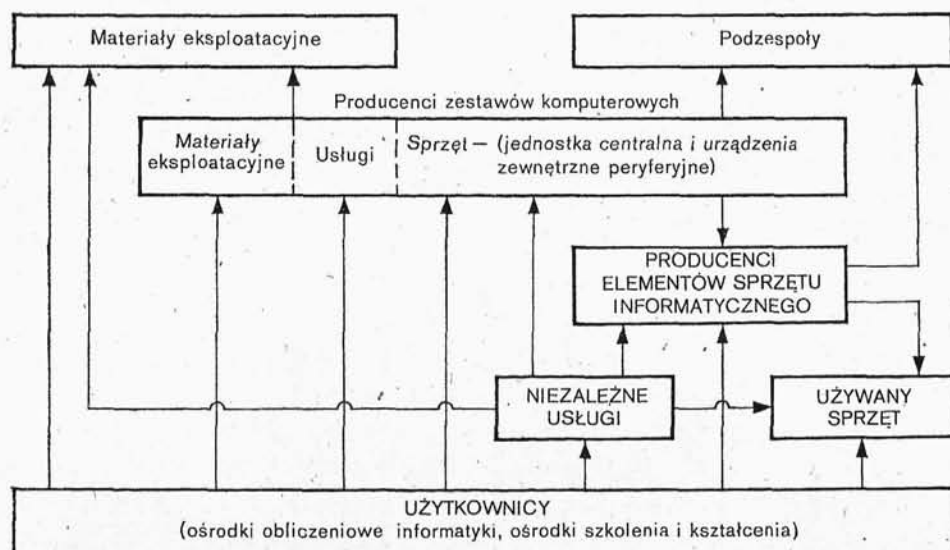 Materiały eksploatacyjne
Podzespoły
Producenci zestawów komputerowych
Materiały
eksploatacyjne
Usługi
Sprzęt — (jednostka centralna i urządzenia
zewnętrzne peryferyjne)
PRODUCENCI
ELEMENTÓW SPRZĘTU
INFORMATYCZNEGO
NIEZALEŻNE
USŁUGI
UŻYWANY
SPRZĘT
UŻYTKOWNICY
(ośrodki obliczeniowe informatyki, ośrodki szkolenia i kształcenia)